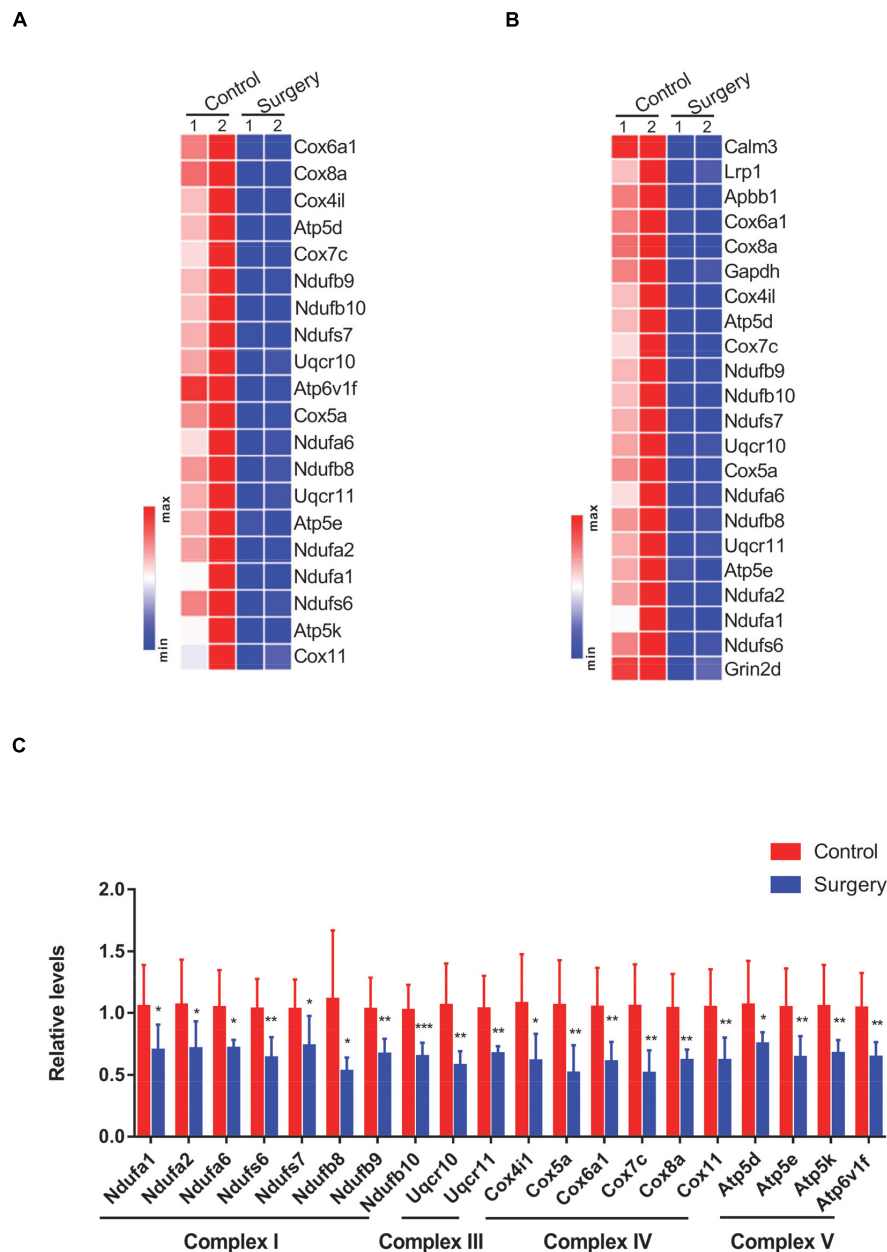 A
Control Surgery
1 2 1 2
Cox6a1
Cox8a
Cox4il
Atp5d
Cox7c
Ndufb9
Ndufb10
Ndufs7
Uqcr10
Atp6v1f
Cox5a
Ndufa6
Ndufb8
Uqcr11
Atp5e
Ndufa2
Ndufa1
Ndufs6
Atp5k
Cox11
max
min
B
Control Surgery
1 2 1 2
Calm3
Lrp1
Apbb1
Cox6a1
Cox8a
Gapdh
Cox4il
Atp5d
Cox7c
Ndufb9
Ndufb10
Ndufs7
Uqcr10
Cox5a
Ndufa6
Ndufb8
Uqcr11
Atp5e
Ndufa2
Ndufa1
Ndufs6
Grin2d
max
min
C
Control
Surgery
Relative levels
2.0
1.5
1.0
0.5
0.0
* * * ** * * ** *** ** ** * ** ** ** ** ** * ** ** **
Ndufa1 Ndufa2 Ndufa6 Ndufs6 Ndufs7 Ndufb8 Ndufb9 Ndufb10 Uqcr10 Uqcr11 Cox4i1 Cox5a Cox6a1 Cox7c Cox8a Cox11 Atp5d Atp5e Atp5k Atp6v1f
Complex I Complex III Complex IV Complex V